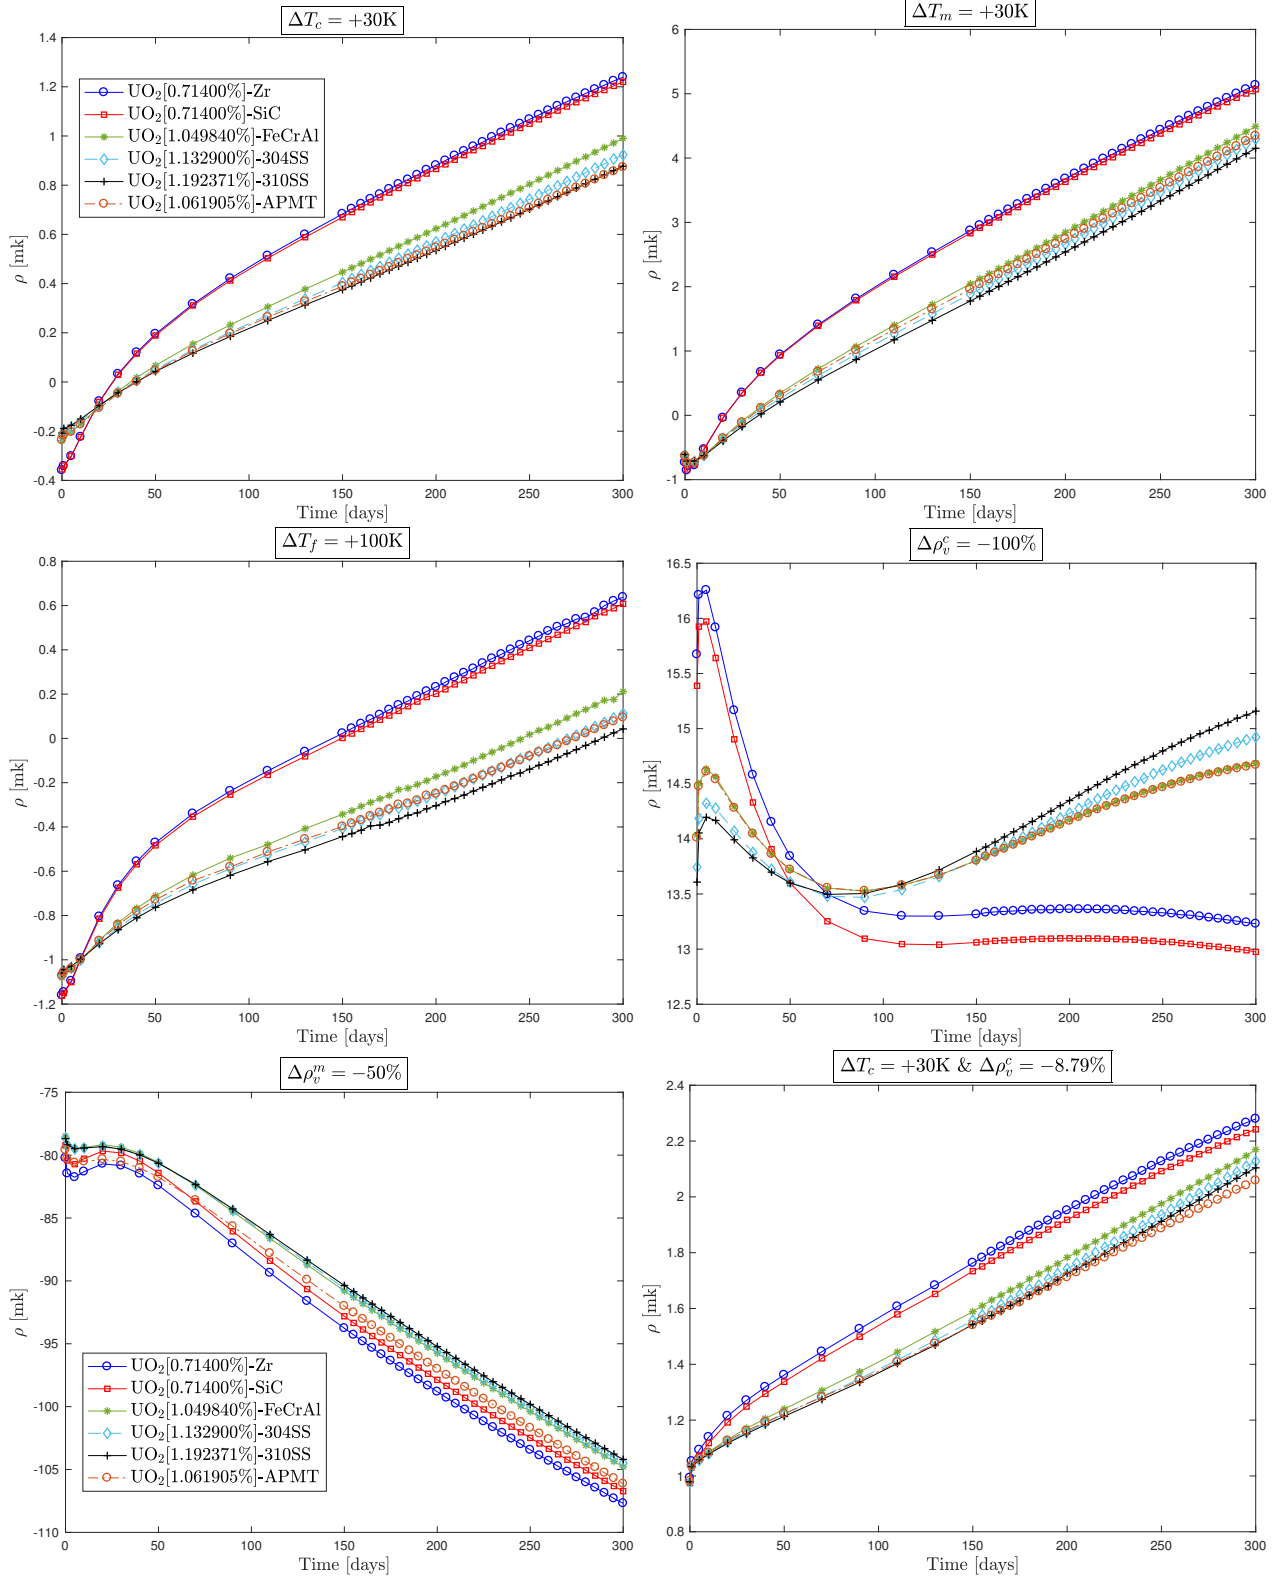 ΔT_c = +30K
1.4
1.2
1
0.8
0.6
0.4
0.2
0
-0.2
-0.4
ρ [mk]
UO₂[0.71400%]-Zr
UO₂[0.71400%]-SiC
UO₂[1.049840%]-FeCrAl
UO₂[1.132900%]-304SS
UO₂[1.192371%]-310SS
UO₂[1.061905%]-APMT
0 50 100 150 200 250 300
Time [days]
ΔT_m = +30K
6
5
4
3
2
1
0
-1
ρ [mk]
0 50 100 150 200 250 300
Time [days]
ΔT_f = +100K
0.8
0.6
0.4
0.2
0
-0.2
-0.4
-0.6
-0.8
-1
-1.2
ρ [mk]
0 50 100 150 200 250 300
Time [days]
Δρ_v^c = −100%
16.5
16
15.5
15
14.5
14
13.5
13
12.5
ρ [mk]
0 50 100 150 200 250 300
Time [days]
Δρ_v^m = −50%
-75
-80
-85
-90
-95
-100
-105
-110
ρ [mk]
UO₂[0.71400%]-Zr
UO₂[0.71400%]-SiC
UO₂[1.049840%]-FeCrAl
UO₂[1.132900%]-304SS
UO₂[1.192371%]-310SS
UO₂[1.061905%]-APMT
0 50 100 150 200 250 300
Time [days]
ΔT_c = +30K & Δρ_v^c = −8.79%
2.4
2.2
2
1.8
1.6
1.4
1.2
1
0.8
ρ [mk]
0 50 100 150 200 250 300
Time [days]